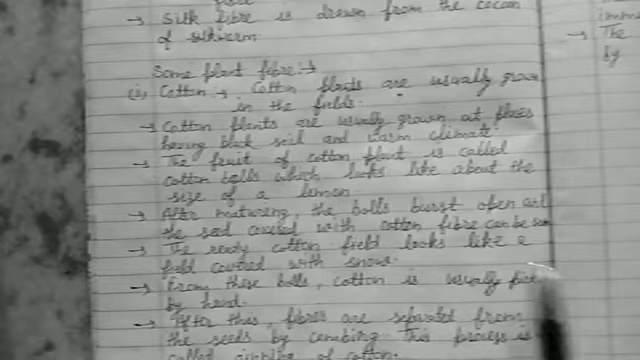 fibre
→ Silk fibre is drawn from the cocoon
of silkworm
Some plant fibre :→
(i) Cotton :→ Cotton plants are usually grown
in the fields.
→ Cotton plants are usually grown at places
having black soil and warm climate.
→ The fruit of cotton plant is called
cotton bolls which looks like about the
size of a lemon
→ After maturing, the bolls burst open and
the seed covered with cotton fibre can be seen
→ The ready cotton field looks like a
field covered with snow.
→ From these bolls, cotton is usually picked
by hand.
→ After this fibres are separated from
the seeds by combing This process is
called ginning of cotton.
→ The
by